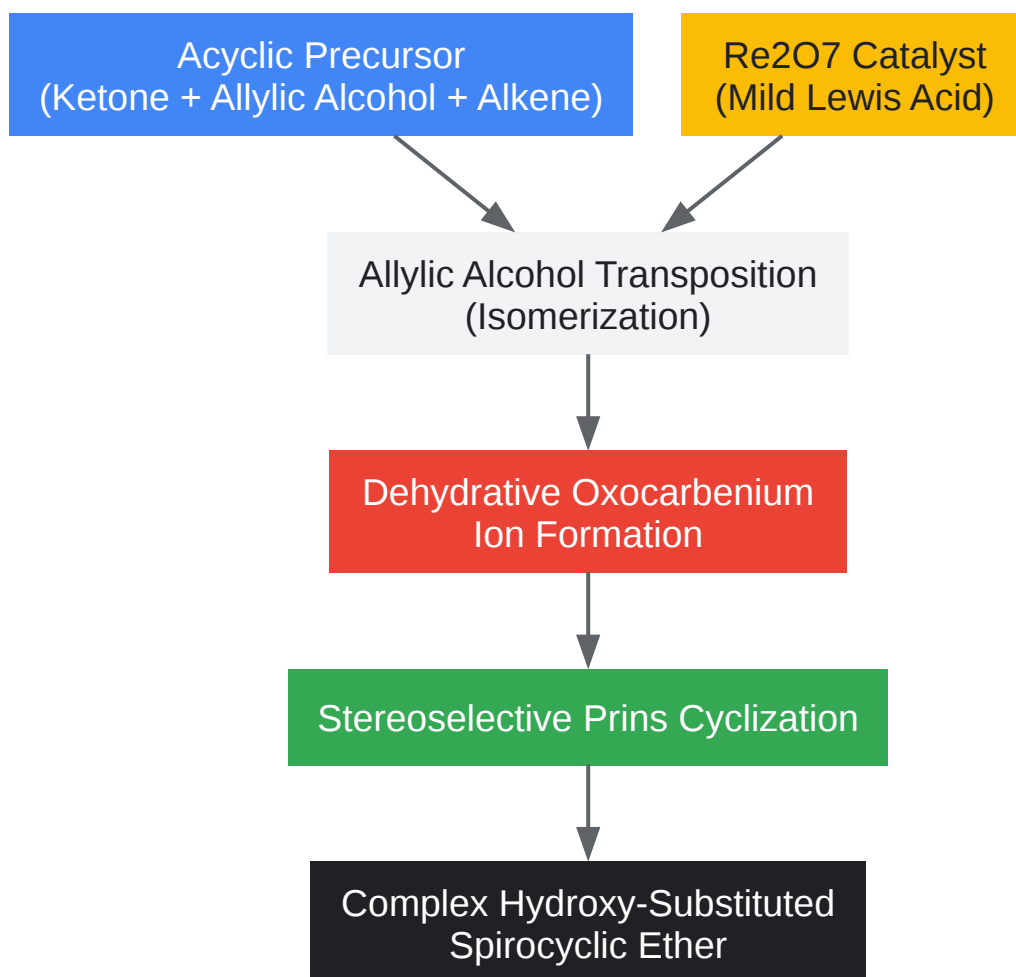 Acyclic Precursor
(Ketone + Allylic Alcohol + Alkene)
Re2O7 Catalyst
(Mild Lewis Acid)
Allylic Alcohol Transposition
(Isomerization)
Dehydrative Oxocarbenium
Ion Formation
Stereoselective Prins Cyclization
Complex Hydroxy-Substituted
Spirocyclic Ether